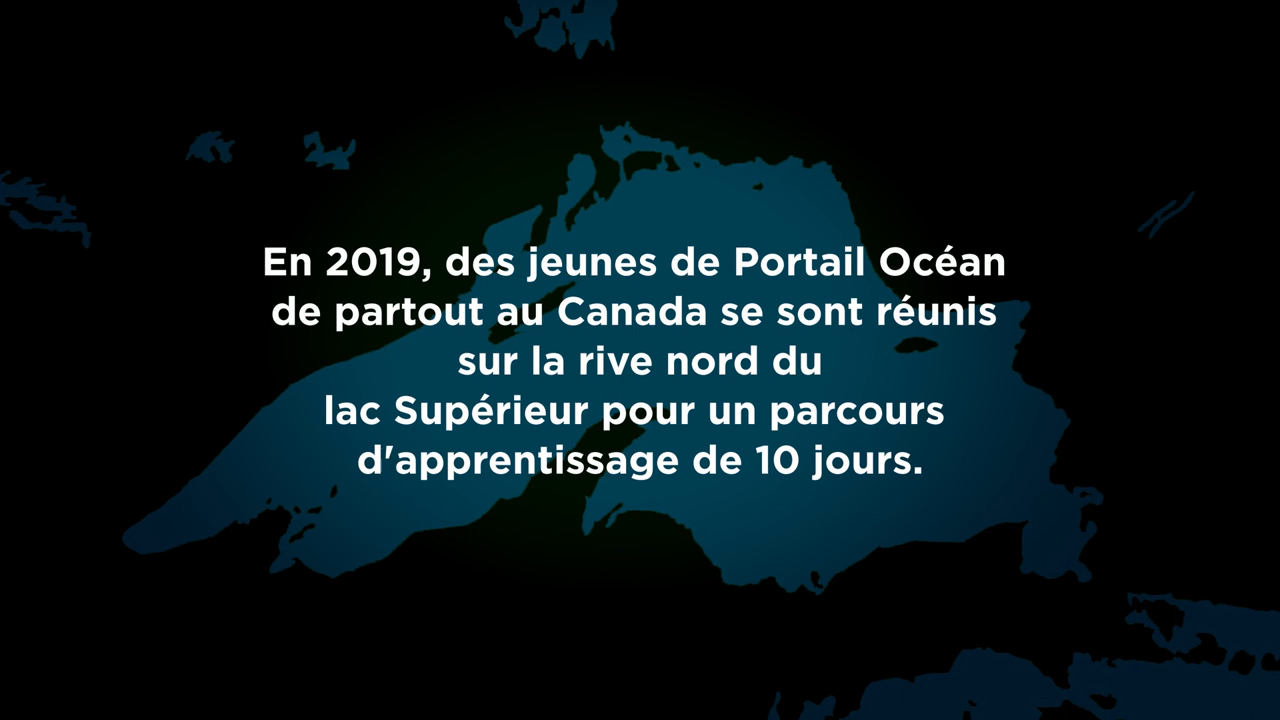 En 2019, des jeunes de Portail Océan
de partout au Canada se sont réunis
sur la rive nord du
lac Supérieur pour un parcours
d'apprentissage de 10 jours.